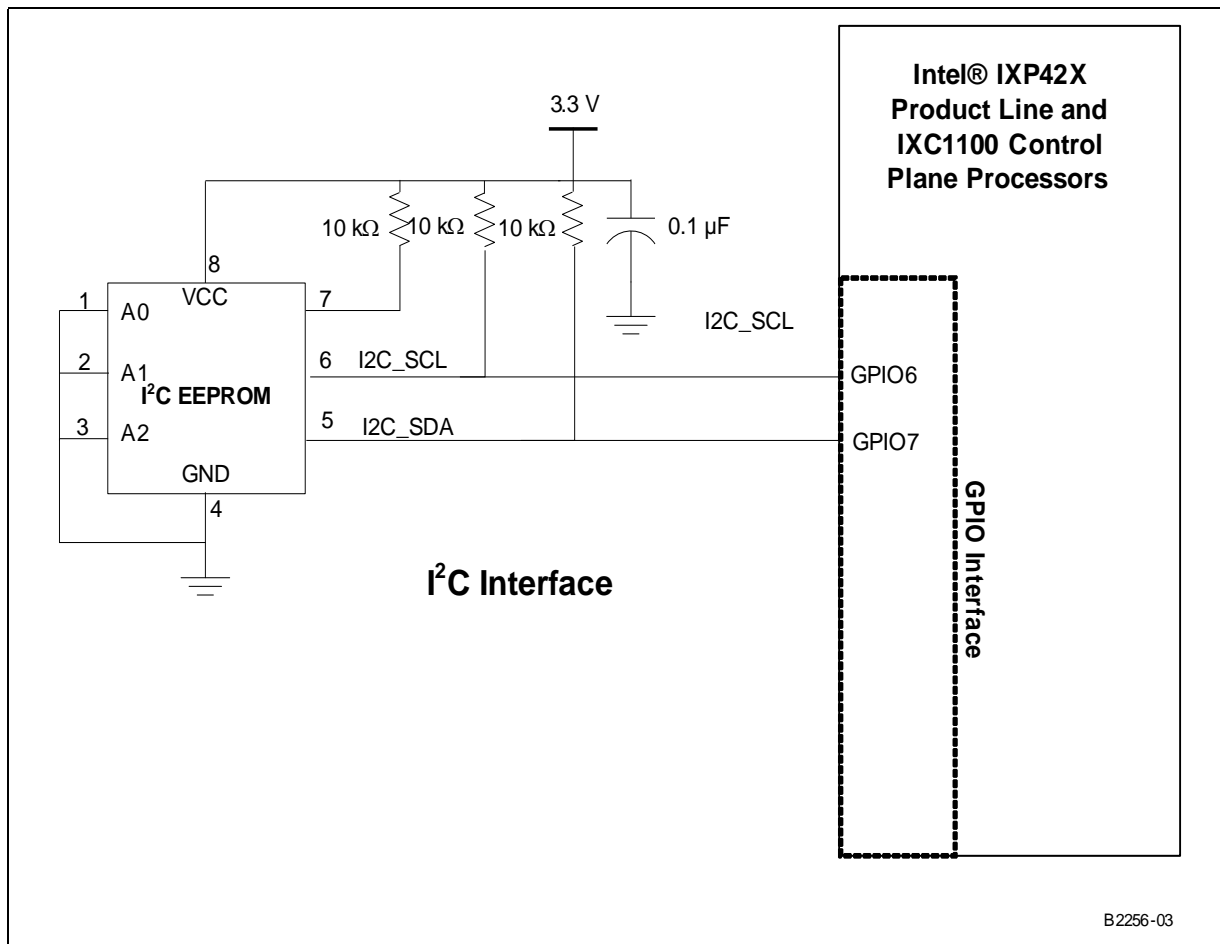 Intel® IXP42X
Product Line and
IXC1100 Control
Plane Processors
3.3 V
10 kΩ
10 kΩ
10 kΩ
0.1 µF
8
VCC
1
A0
7
I2C_SCL
2
A1
6
I2C_SCL
GPIO6
I²C EEPROM
3
A2
5
I2C_SDA
GPIO7
GND
4
GPIO Interface
I²C Interface
B2256-03